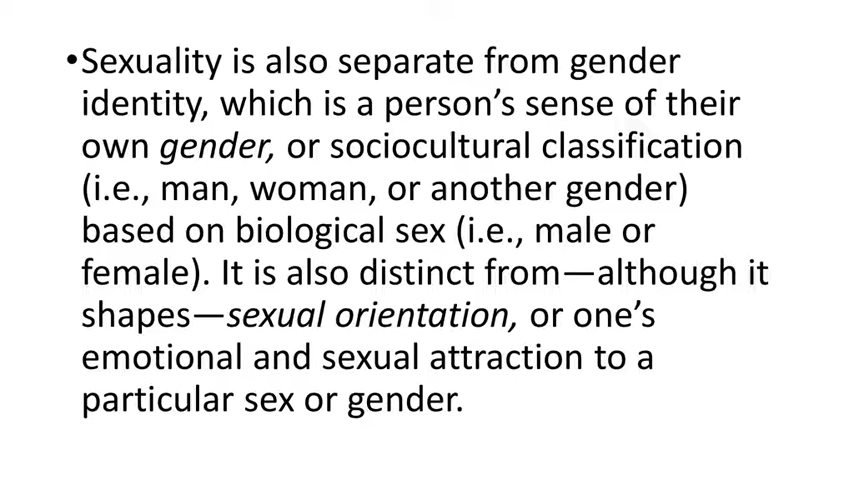 •Sexuality is also separate from gender
identity, which is a person’s sense of their
own gender, or sociocultural classification
(i.e., man, woman, or another gender)
based on biological sex (i.e., male or
female). It is also distinct from—although it
shapes—sexual orientation, or one’s
emotional and sexual attraction to a
particular sex or gender.